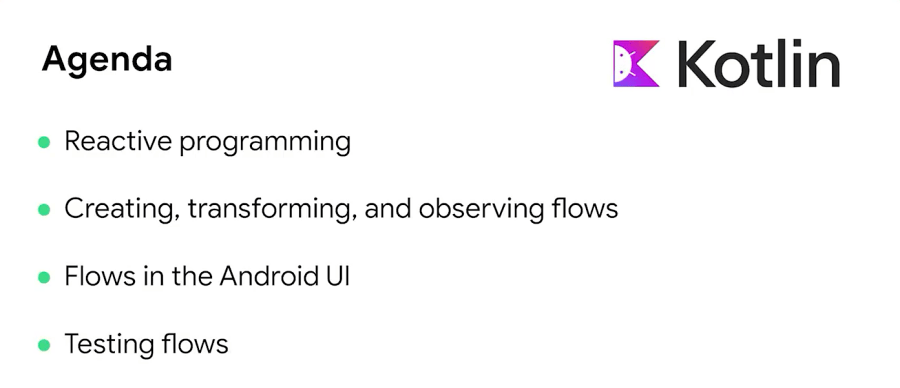 Agenda
Kotlin
Reactive programming
Creating, transforming, and observing flows
Flows in the Android UI
Testing flows